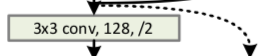 3x3 conv, 128, /2